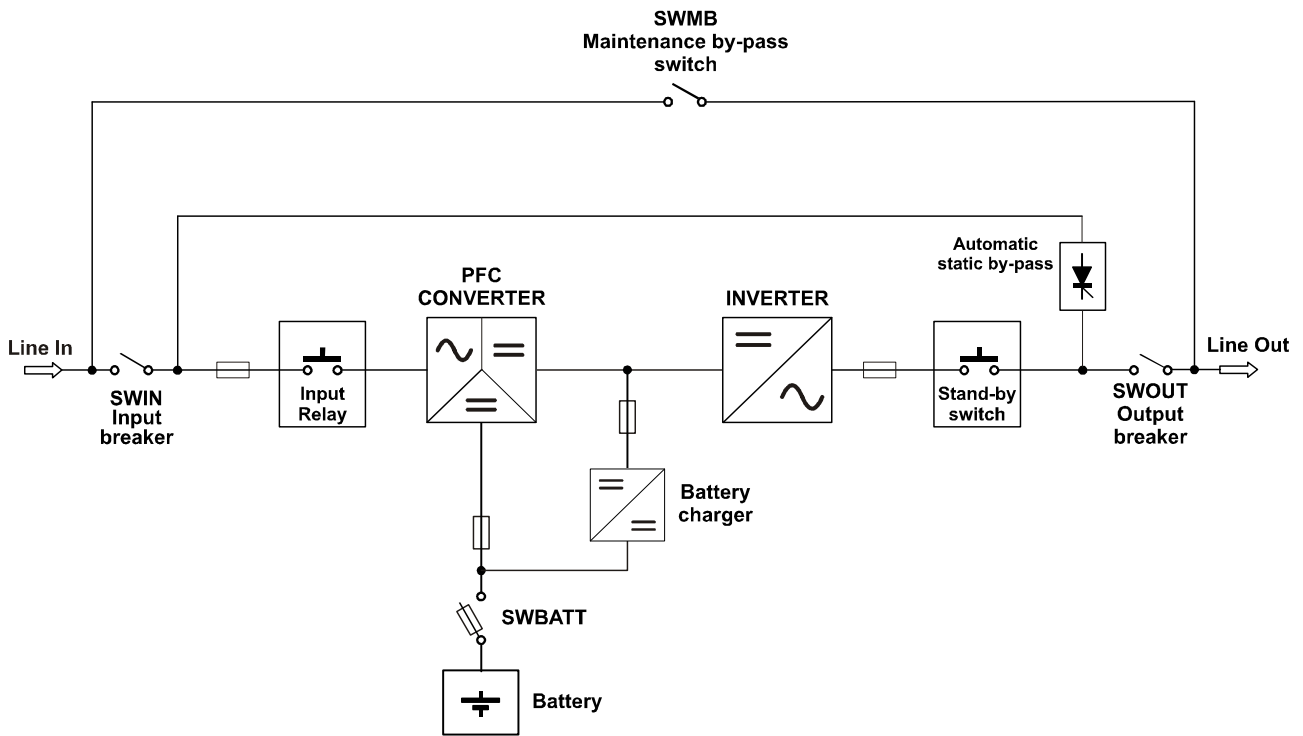 SWMB
Maintenance by-pass
switch
Automatic
static by-pass
PFC
CONVERTER
INVERTER
Line In
Line Out
SWIN
Input
breaker
Input
Relay
Stand-by
switch
SWOUT
Output
breaker
Battery
charger
SWBATT
Battery